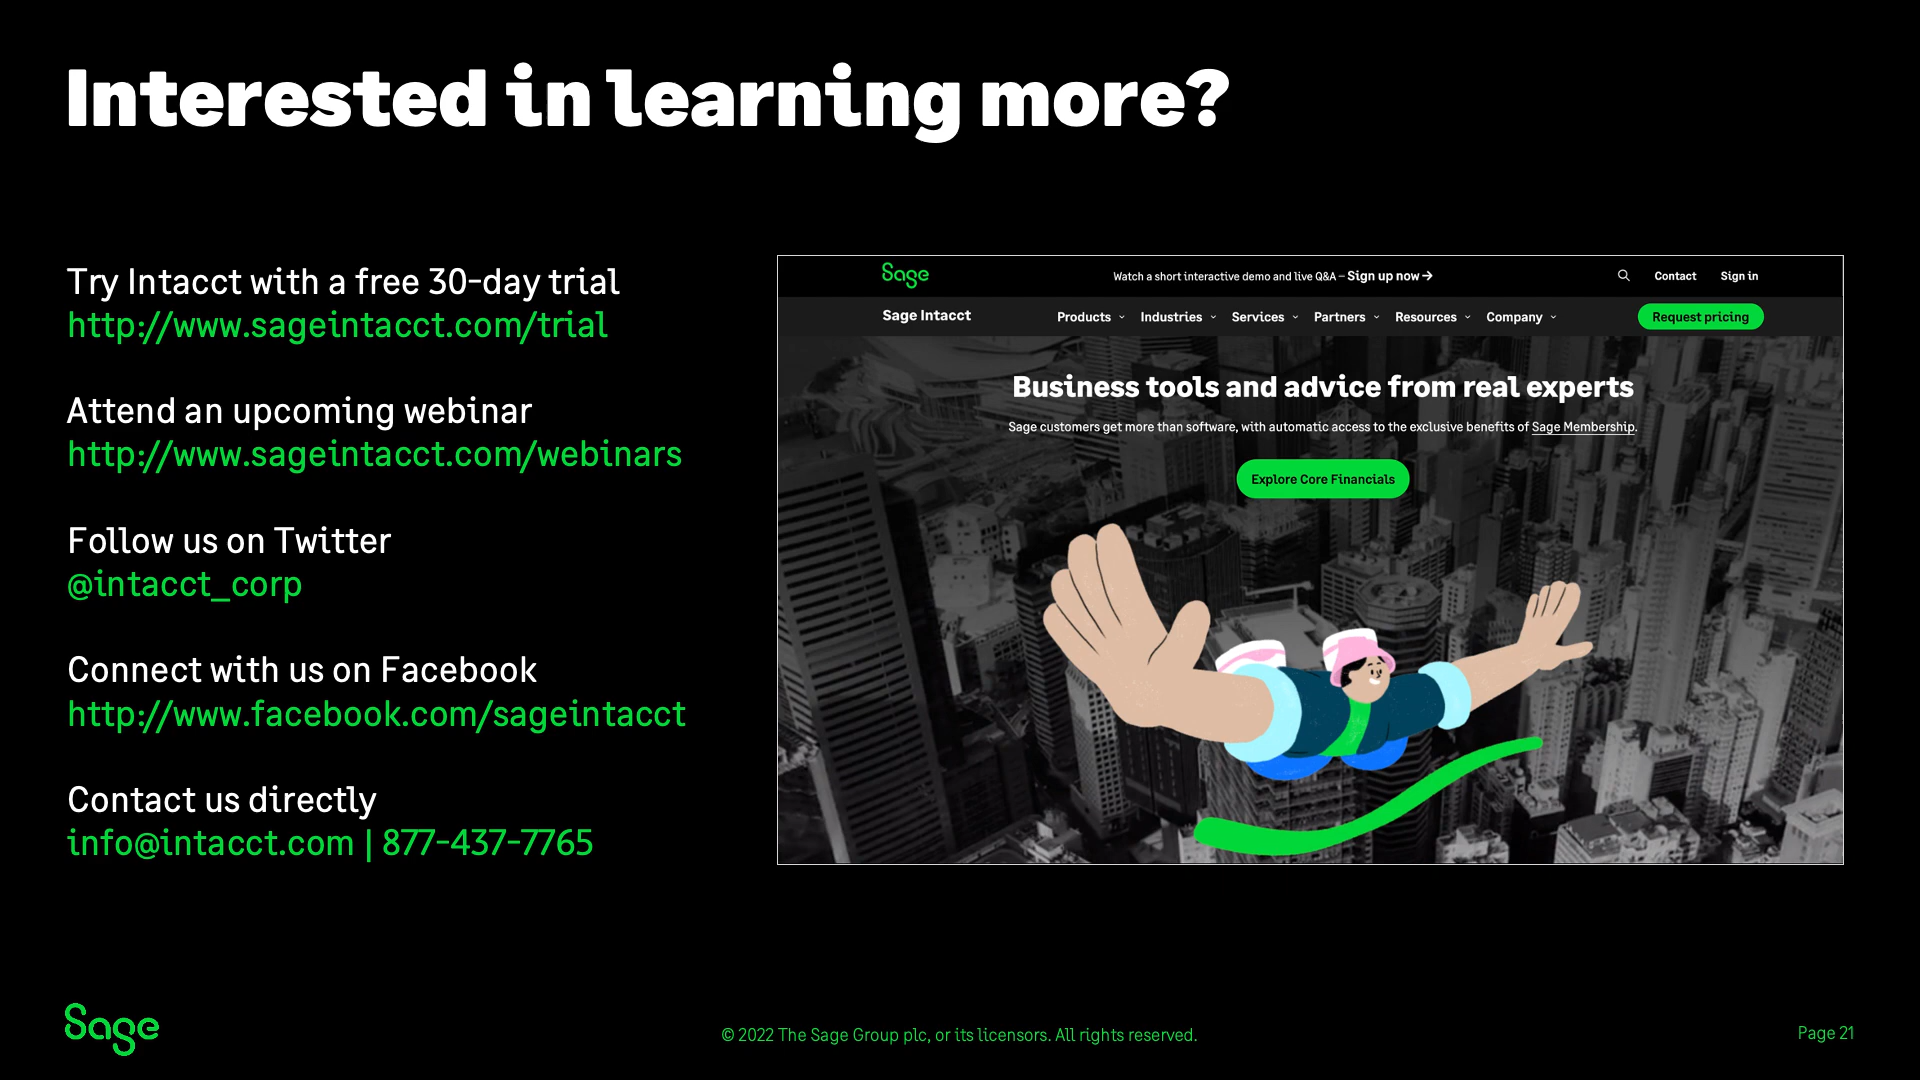 Interested in learning more?
Try Intacct with a free 30-day trial
http://www.sageintacct.com/trial
Attend an upcoming webinar
http://www.sageintacct.com/webinars
Follow us on Twitter
@intacct_corp
Connect with us on Facebook
http://www.facebook.com/sageintacct
Contact us directly
info@intacct.com | 877-437-7765
Sage
Watch a short interactive demo and live Q&A – Sign up now →
Contact
Sign in
Sage Intacct
Products
Industries
Services
Partners
Resources
Company
Request pricing
Business tools and advice from real experts
Sage customers get more than software, with automatic access to the exclusive benefits of Sage Membership.
Explore Core Financials
Sage
© 2022 The Sage Group plc, or its licensors. All rights reserved.
Page 21